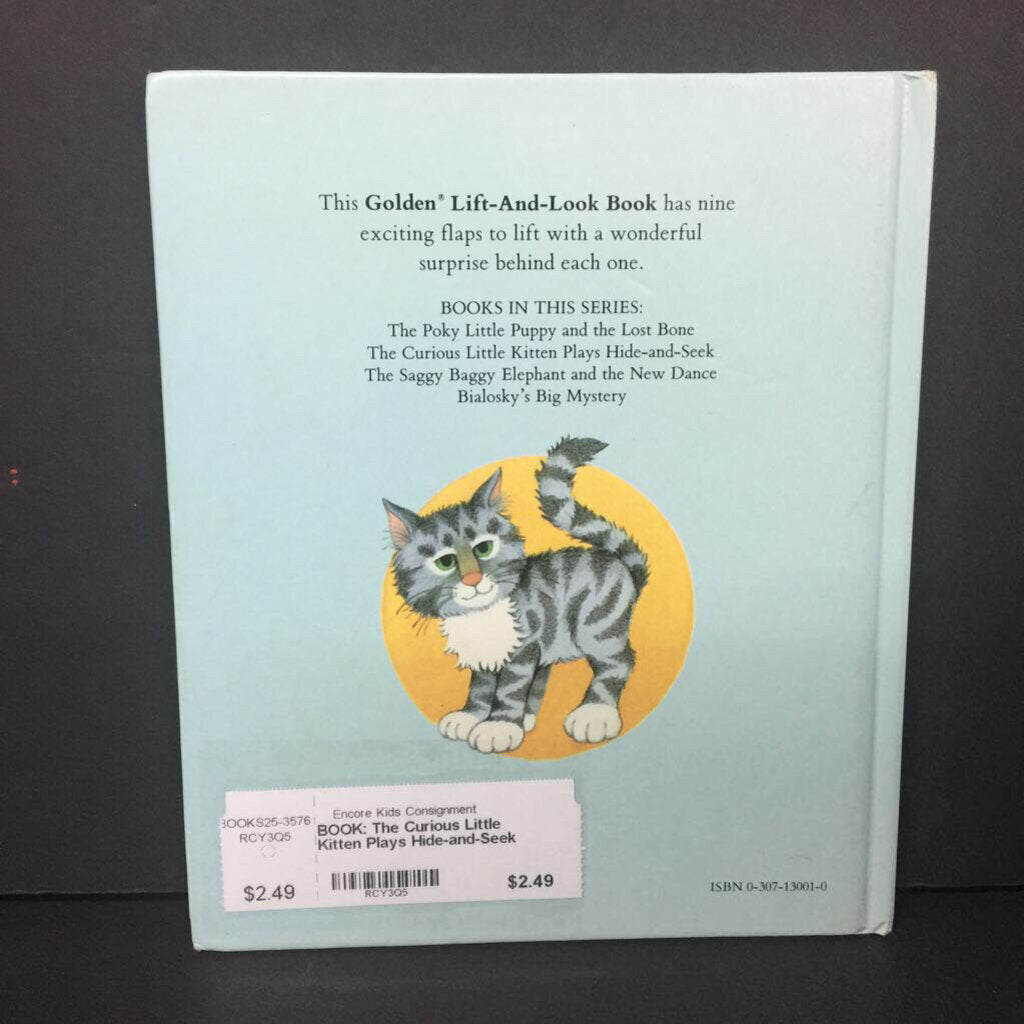 This Golden® Lift-And-Look Book has nine
exciting flaps to lift with a wonderful
surprise behind each one.
BOOKS IN THIS SERIES:
The Poky Little Puppy and the Lost Bone
The Curious Little Kitten Plays Hide-and-Seek
The Saggy Baggy Elephant and the New Dance
Bialosky's Big Mystery
BOOKS25-3576
RCY3Q5
$2.49
Encore Kids Consignment
BOOK: The Curious Little
Kitten Plays Hide-and-Seek
RCY3Q5
$2.49
ISBN 0-307-13001-0